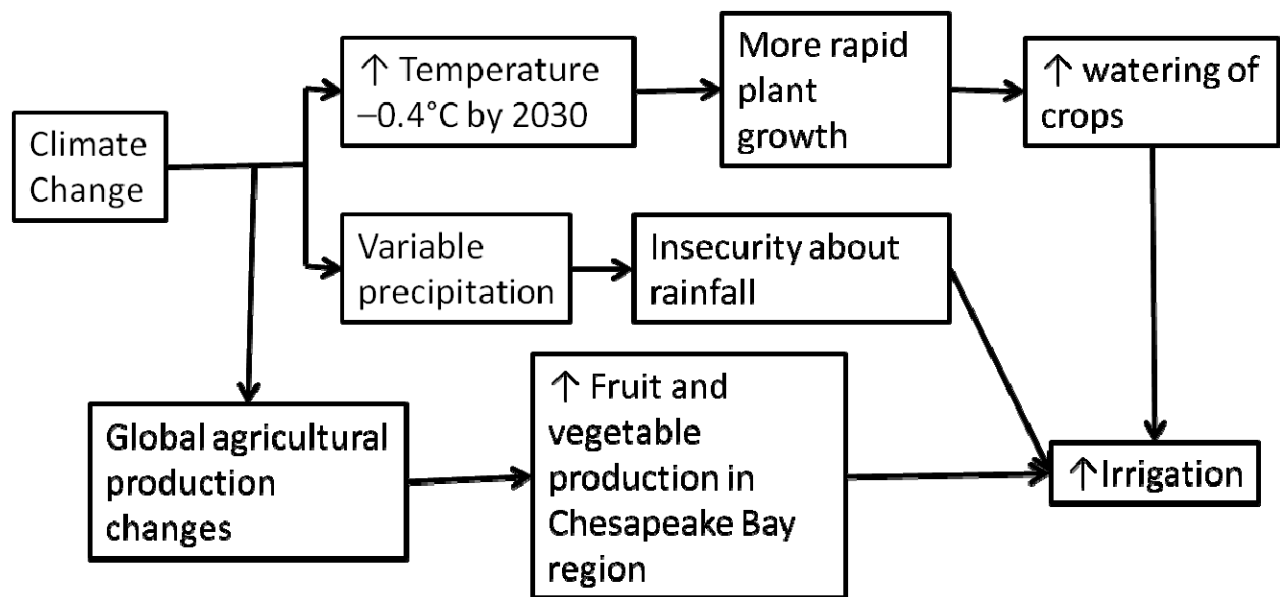 Climate
Change
↑ Temperature
–0.4°C by 2030
More rapid
plant
growth
↑ watering of
crops
Variable
precipitation
Insecurity about
rainfall
Global agricultural
production
changes
↑ Fruit and
vegetable
production in
Chesapeake Bay
region
↑Irrigation